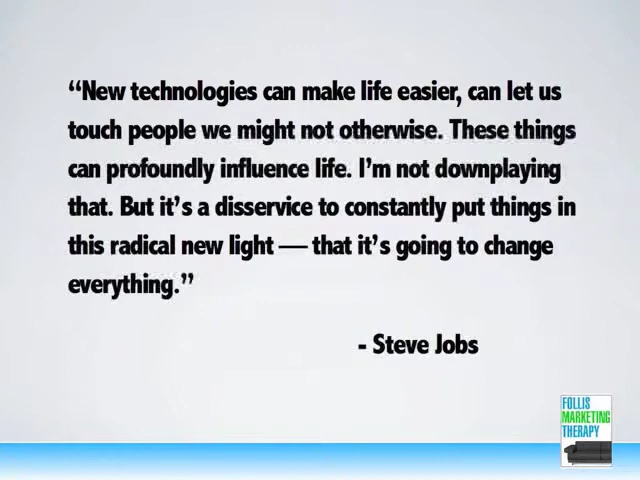 “New technologies can make life easier, can let us
touch people we might not otherwise. These things
can profoundly influence life. I’m not downplaying
that. But it’s a disservice to constantly put things in
this radical new light — that it’s going to change
everything.”
- Steve Jobs
FOLLIS
MARKETING
THERAPY